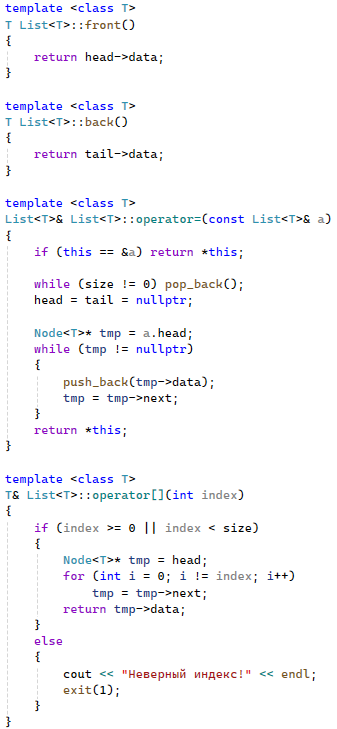 template <class T>
T List<T>::front()
{
    return head->data;
}

template <class T>
T List<T>::back()
{
    return tail->data;
}

template <class T>
List<T>& List<T>::operator=(const List<T>& a)
{
    if (this == &a) return *this;

    while (size != 0) pop_back();
    head = tail = nullptr;

    Node<T>* tmp = a.head;
    while (tmp != nullptr)
    {
        push_back(tmp->data);
        tmp = tmp->next;
    }
    return *this;
}

template <class T>
T& List<T>::operator[](int index)
{
    if (index >= 0 || index < size)
    {
        Node<T>* tmp = head;
        for (int i = 0; i != index; i++)
            tmp = tmp->next;
        return tmp->data;
    }
    else
    {
        cout << "Неверный индекс!" << endl;
        exit(1);
    }
}